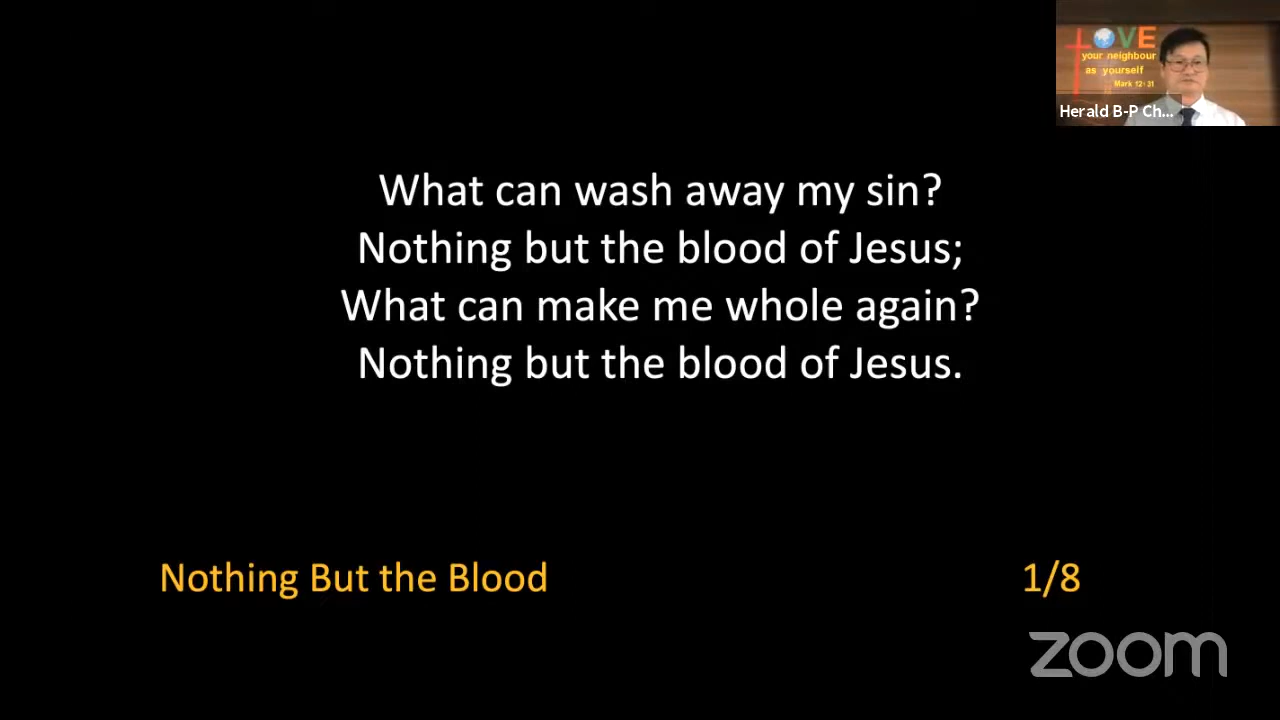 LOVE
your neighbour
as yourself
Mark 12:31
Herald B-P Ch...
What can wash away my sin?
Nothing but the blood of Jesus;
What can make me whole again?
Nothing but the blood of Jesus.
Nothing But the Blood
1/8
zoom